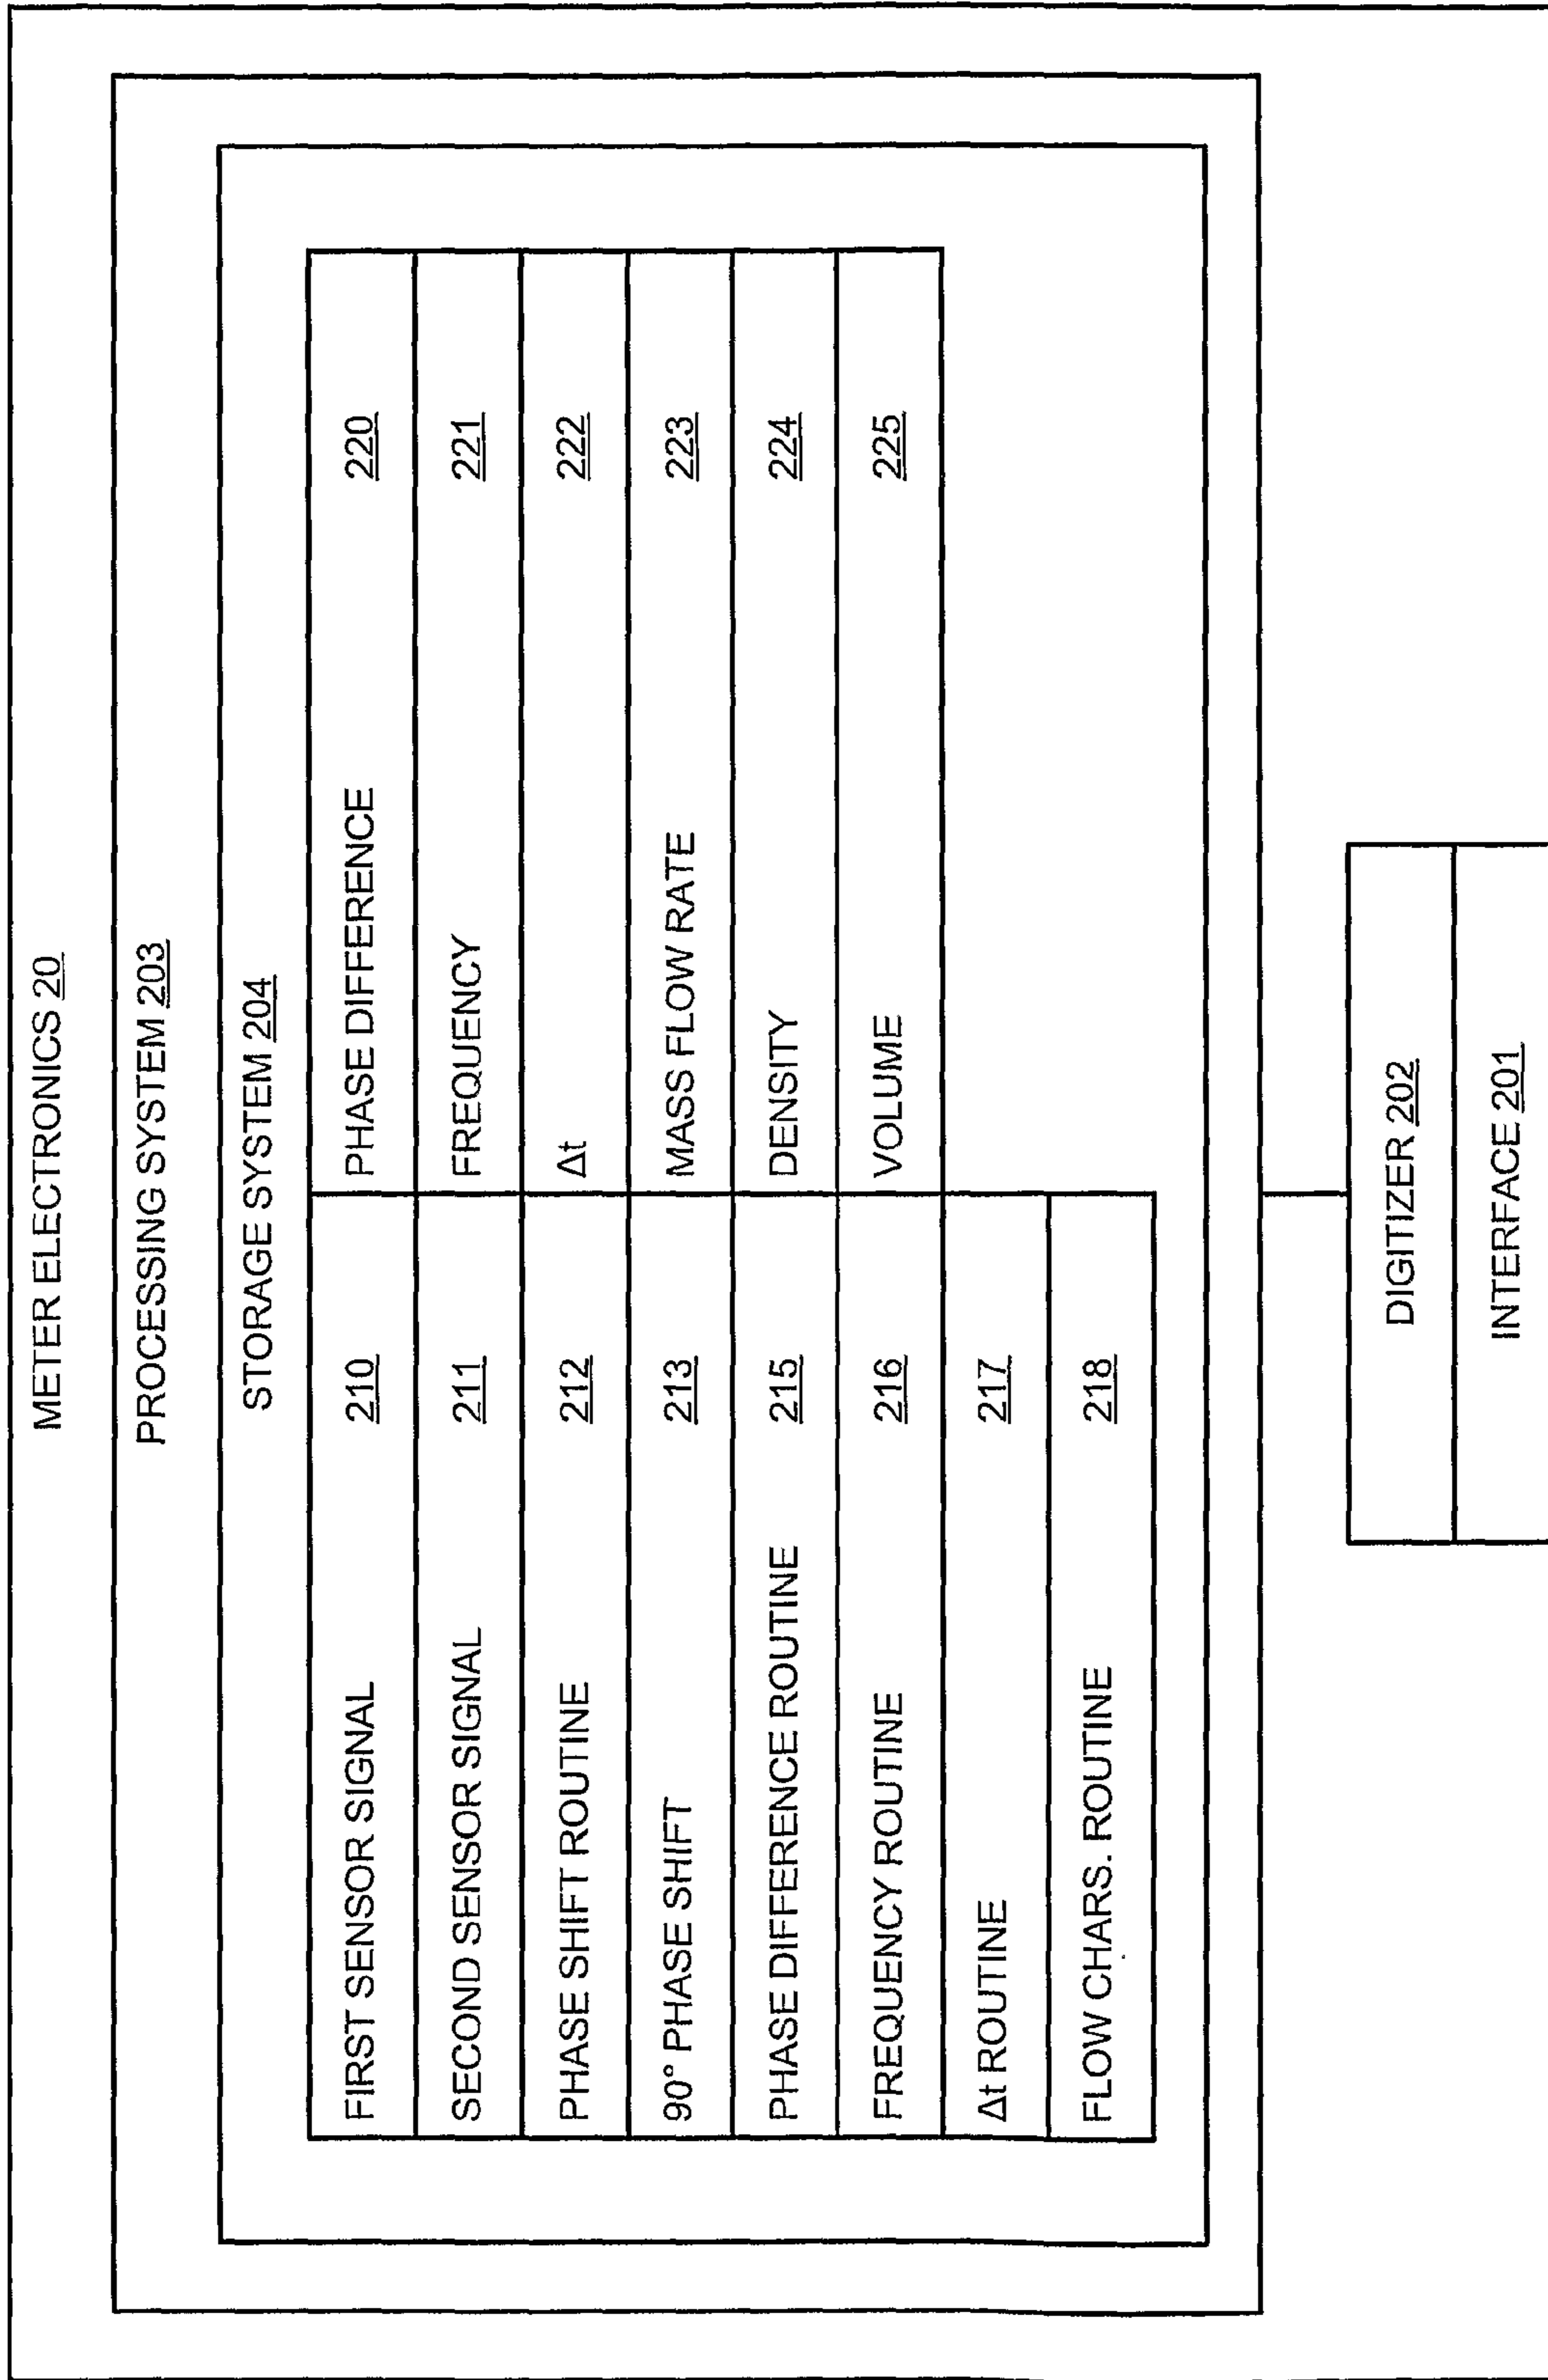 METER ELECTRONICS 20
PROCESSING SYSTEM 203
STORAGE SYSTEM 204
FIRST SENSOR SIGNAL 210
SECOND SENSOR SIGNAL 211
PHASE SHIFT ROUTINE 212
90° PHASE SHIFT 213
PHASE DIFFERENCE ROUTINE 215
FREQUENCY ROUTINE 216
Δt ROUTINE 217
FLOW CHARS. ROUTINE 218
PHASE DIFFERENCE 220
FREQUENCY 221
Δt 222
MASS FLOW RATE 223
DENSITY 224
VOLUME 225
DIGITIZER 202
INTERFACE 201